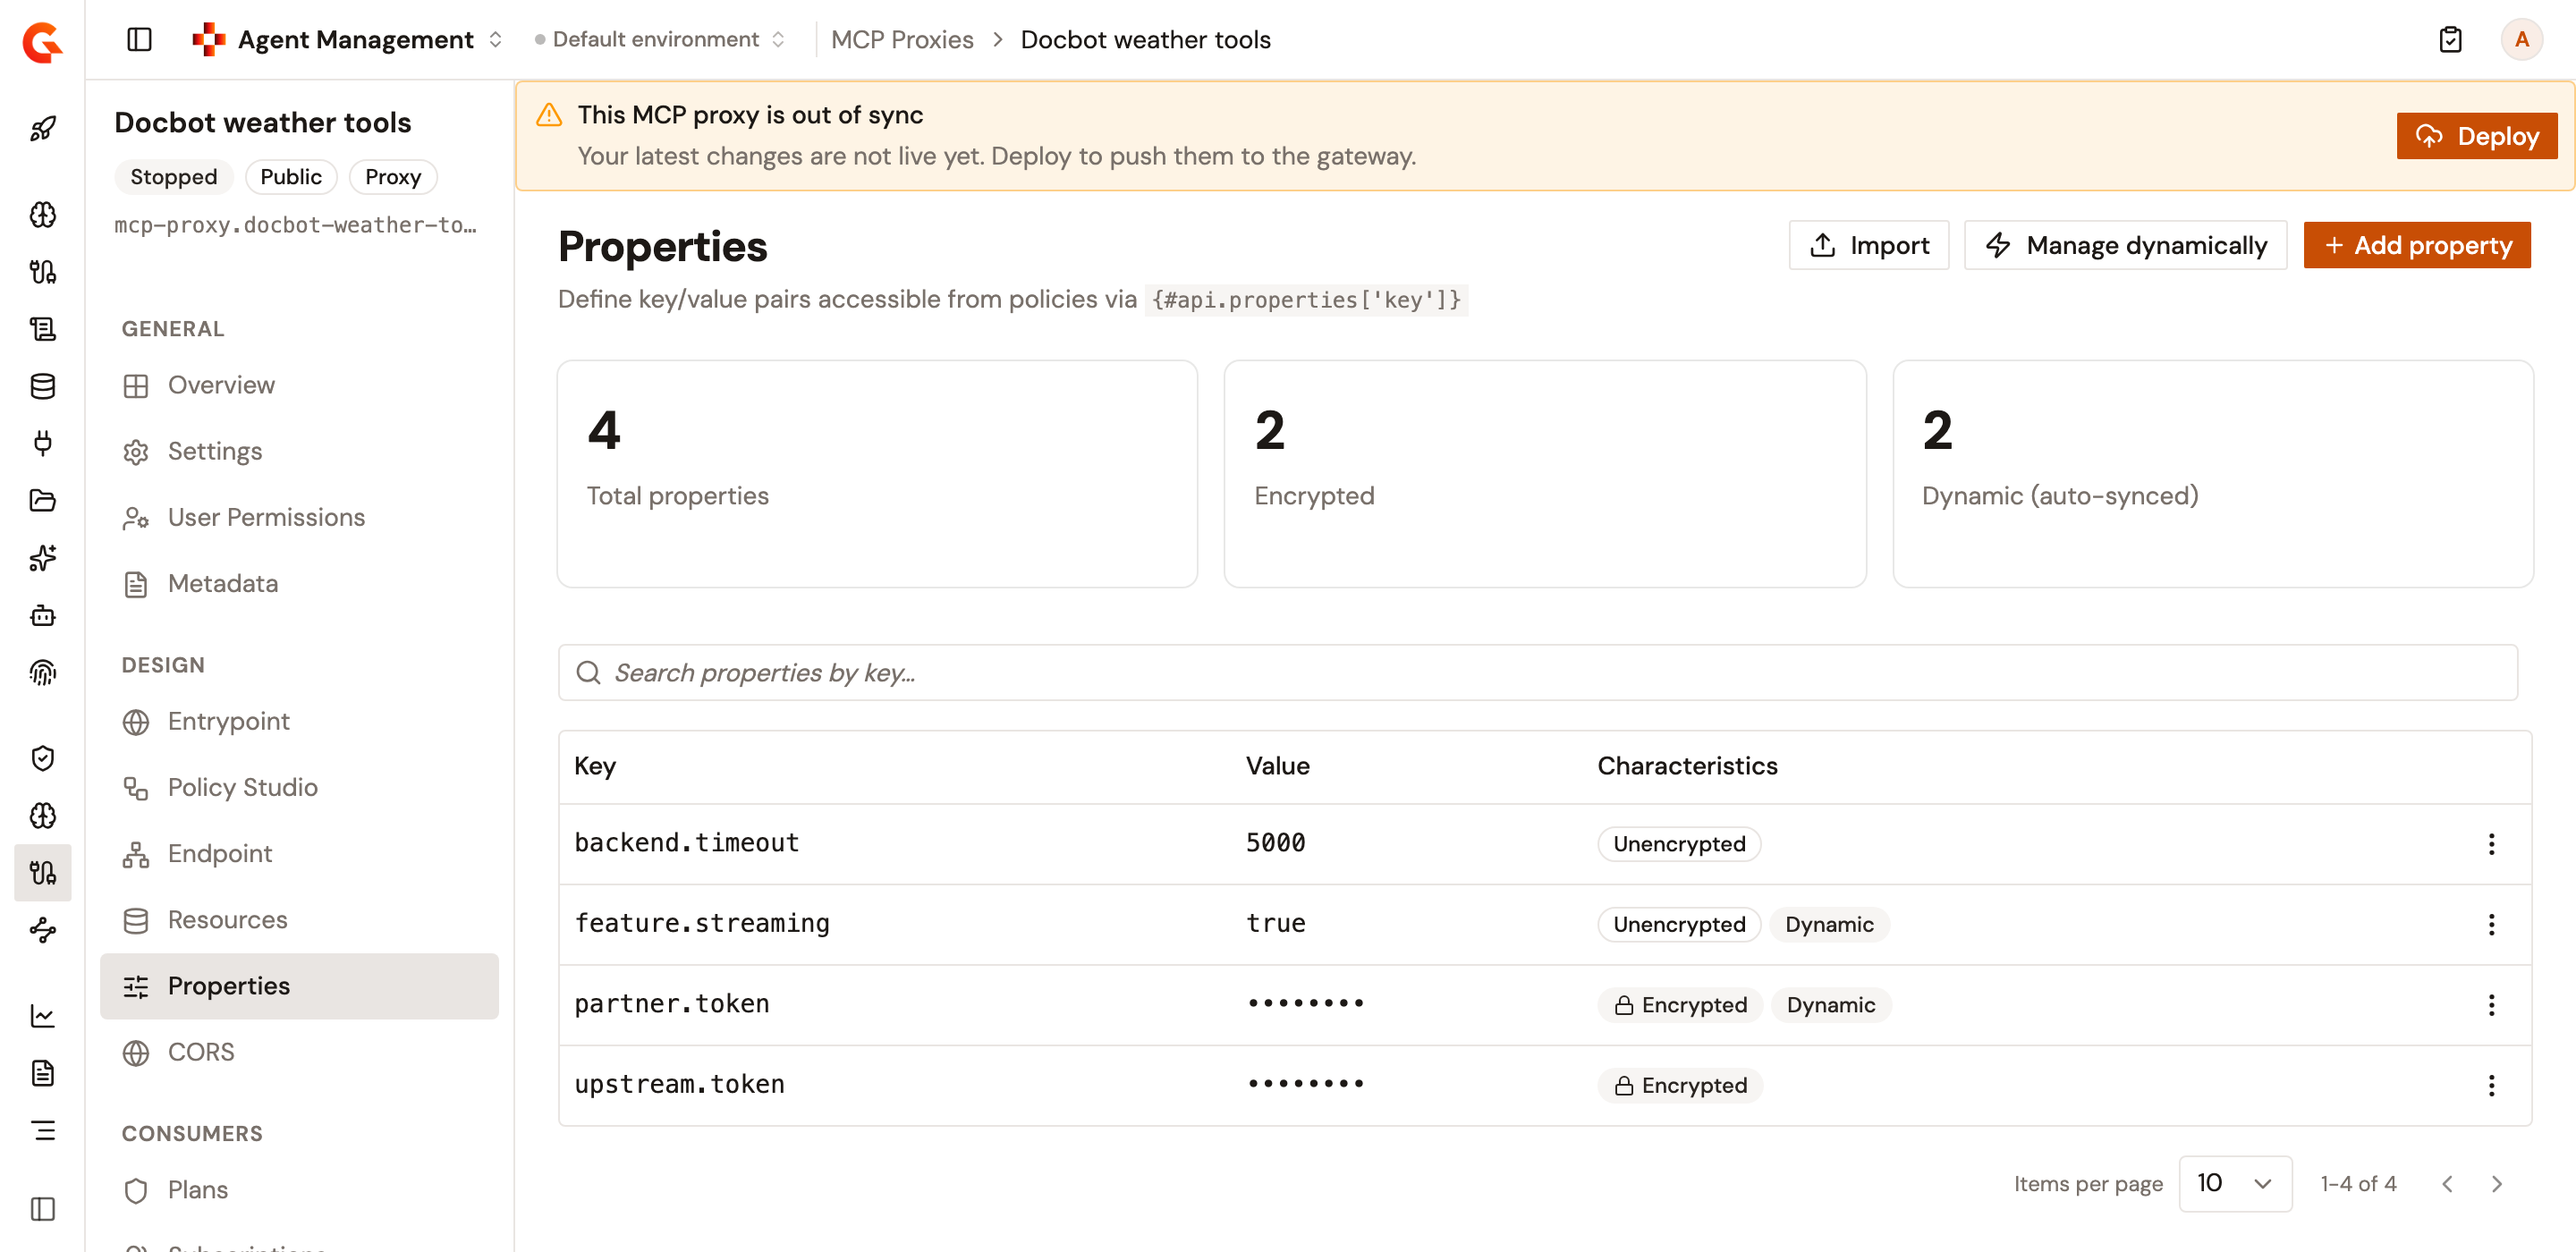 Agent Management
Default environment
MCP Proxies > Docbot weather tools
A
Docbot weather tools
Stopped
Public
Proxy
mcp-proxy.docbot-weather-to…
GENERAL
Overview
Settings
User Permissions
Metadata
DESIGN
Entrypoint
Policy Studio
Endpoint
Resources
Properties
CORS
CONSUMERS
Plans
Subscriptions
This MCP proxy is out of sync
Your latest changes are not live yet. Deploy to push them to the gateway.
Deploy
Properties
Import
Manage dynamically
+ Add property
Define key/value pairs accessible from policies via {#api.properties['key']}
4
Total properties
2
Encrypted
2
Dynamic (auto-synced)
Search properties by key...
Key Value Characteristics
backend.timeout 5000 Unencrypted
feature.streaming true Unencrypted Dynamic
partner.token •••••••• Encrypted Dynamic
upstream.token •••••••• Encrypted
Items per page 10 1-4 of 4